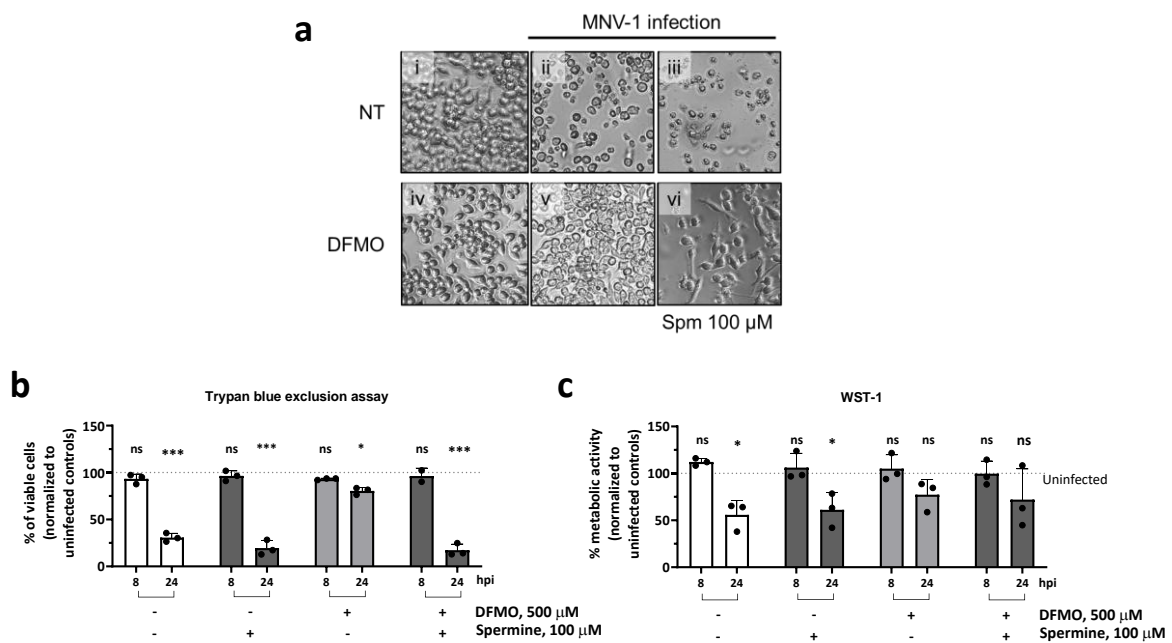 a
MNV-1 infection
i
ii
iii
NT
iv
v
vi
DFMO
Spm 100 μM
b
Trypan blue exclusion assay
% of viable cells
(normalized to
uninfected controls)
150
100
50
0
ns
***
ns
***
ns
*
ns
***
8
24
8
24
8
24
8
24
hpi
- - + + DFMO, 500 μM
- + - + Spermine, 100 μM
c
WST-1
% metabolic activity
(normalized to
uninfected controls)
150
100
50
0
ns
*
ns
*
ns
ns
ns
ns
Uninfected
8
24
8
24
8
24
8
24
hpi
- - + + DFMO, 500 μM
- + - + Spermine, 100 μM